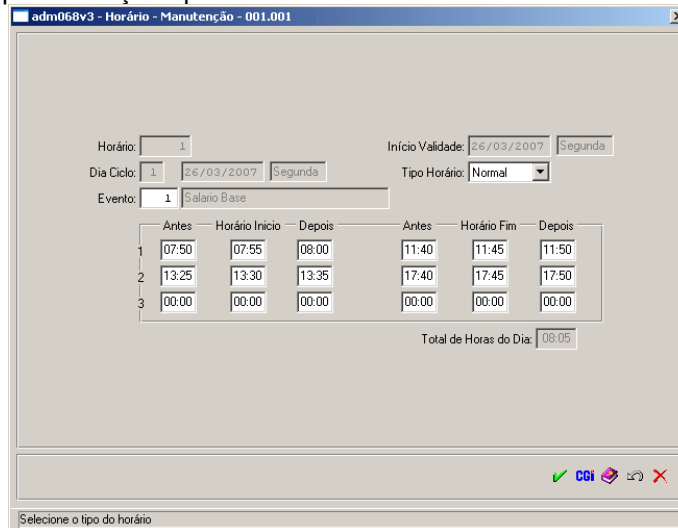 adm068v3 - Horário - Manutenção - 001.001
Horário: 1 Início Validade: 26/03/2007 Segunda
Dia Ciclo: 1 26/03/2007 Segunda Tipo Horário: Normal
Evento: 1 Salario Base
Antes Horário Inicio Depois Antes Horário Fim Depois
1 07:50 07:55 08:00 11:40 11:45 11:50
2 13:25 13:30 13:35 17:40 17:45 17:50
3 00:00 00:00 00:00 00:00 00:00 00:00
Total de Horas do Dia: 08:05
CGi
Selecione o tipo do horário